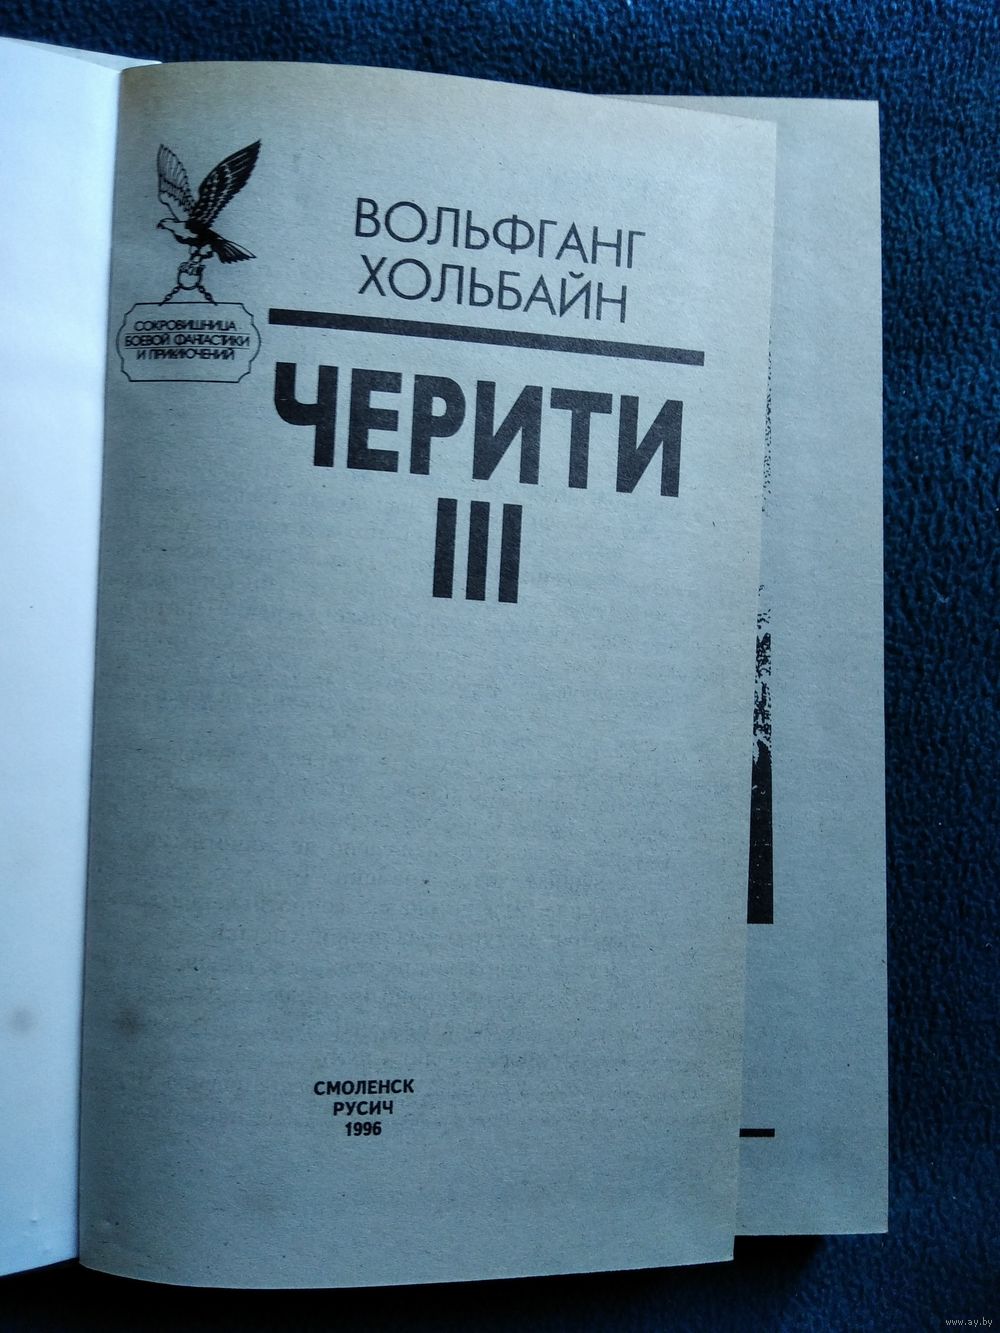 ВОЛЬФГАНГ
ХОЛЬБАЙН
СОКРОВИЩНИЦА
БОЕВОЙ ФАНТАСТИКИ
И ПРИКЛЮЧЕНИЙ
ЧЕРИТИ
III
СМОЛЕНСК
РУСИЧ
1996
www.ay.by